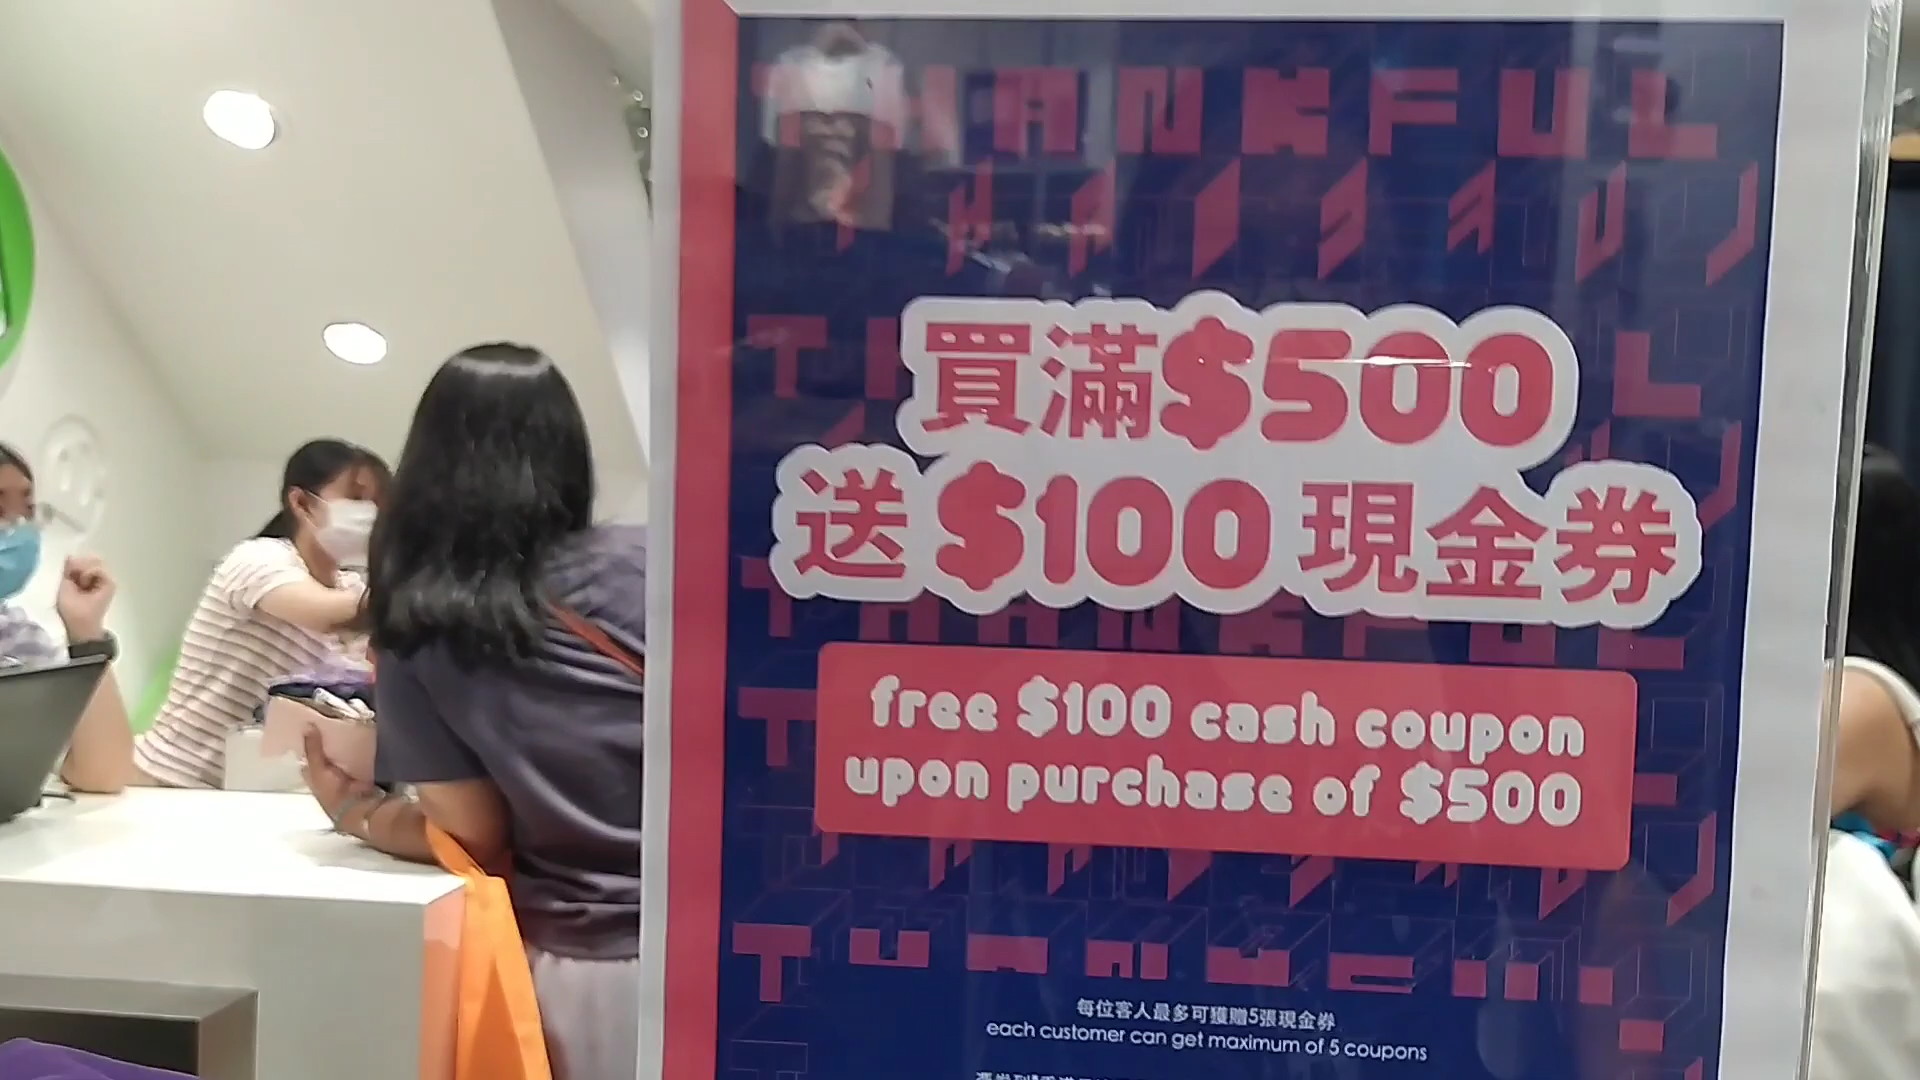 THANKFUL
買滿$500
送$100現金券
free $100 cash coupon
upon purchase of $500
THANKFUL
每位客人最多可獲贈5張現金券
each customer can get maximum of 5 coupons